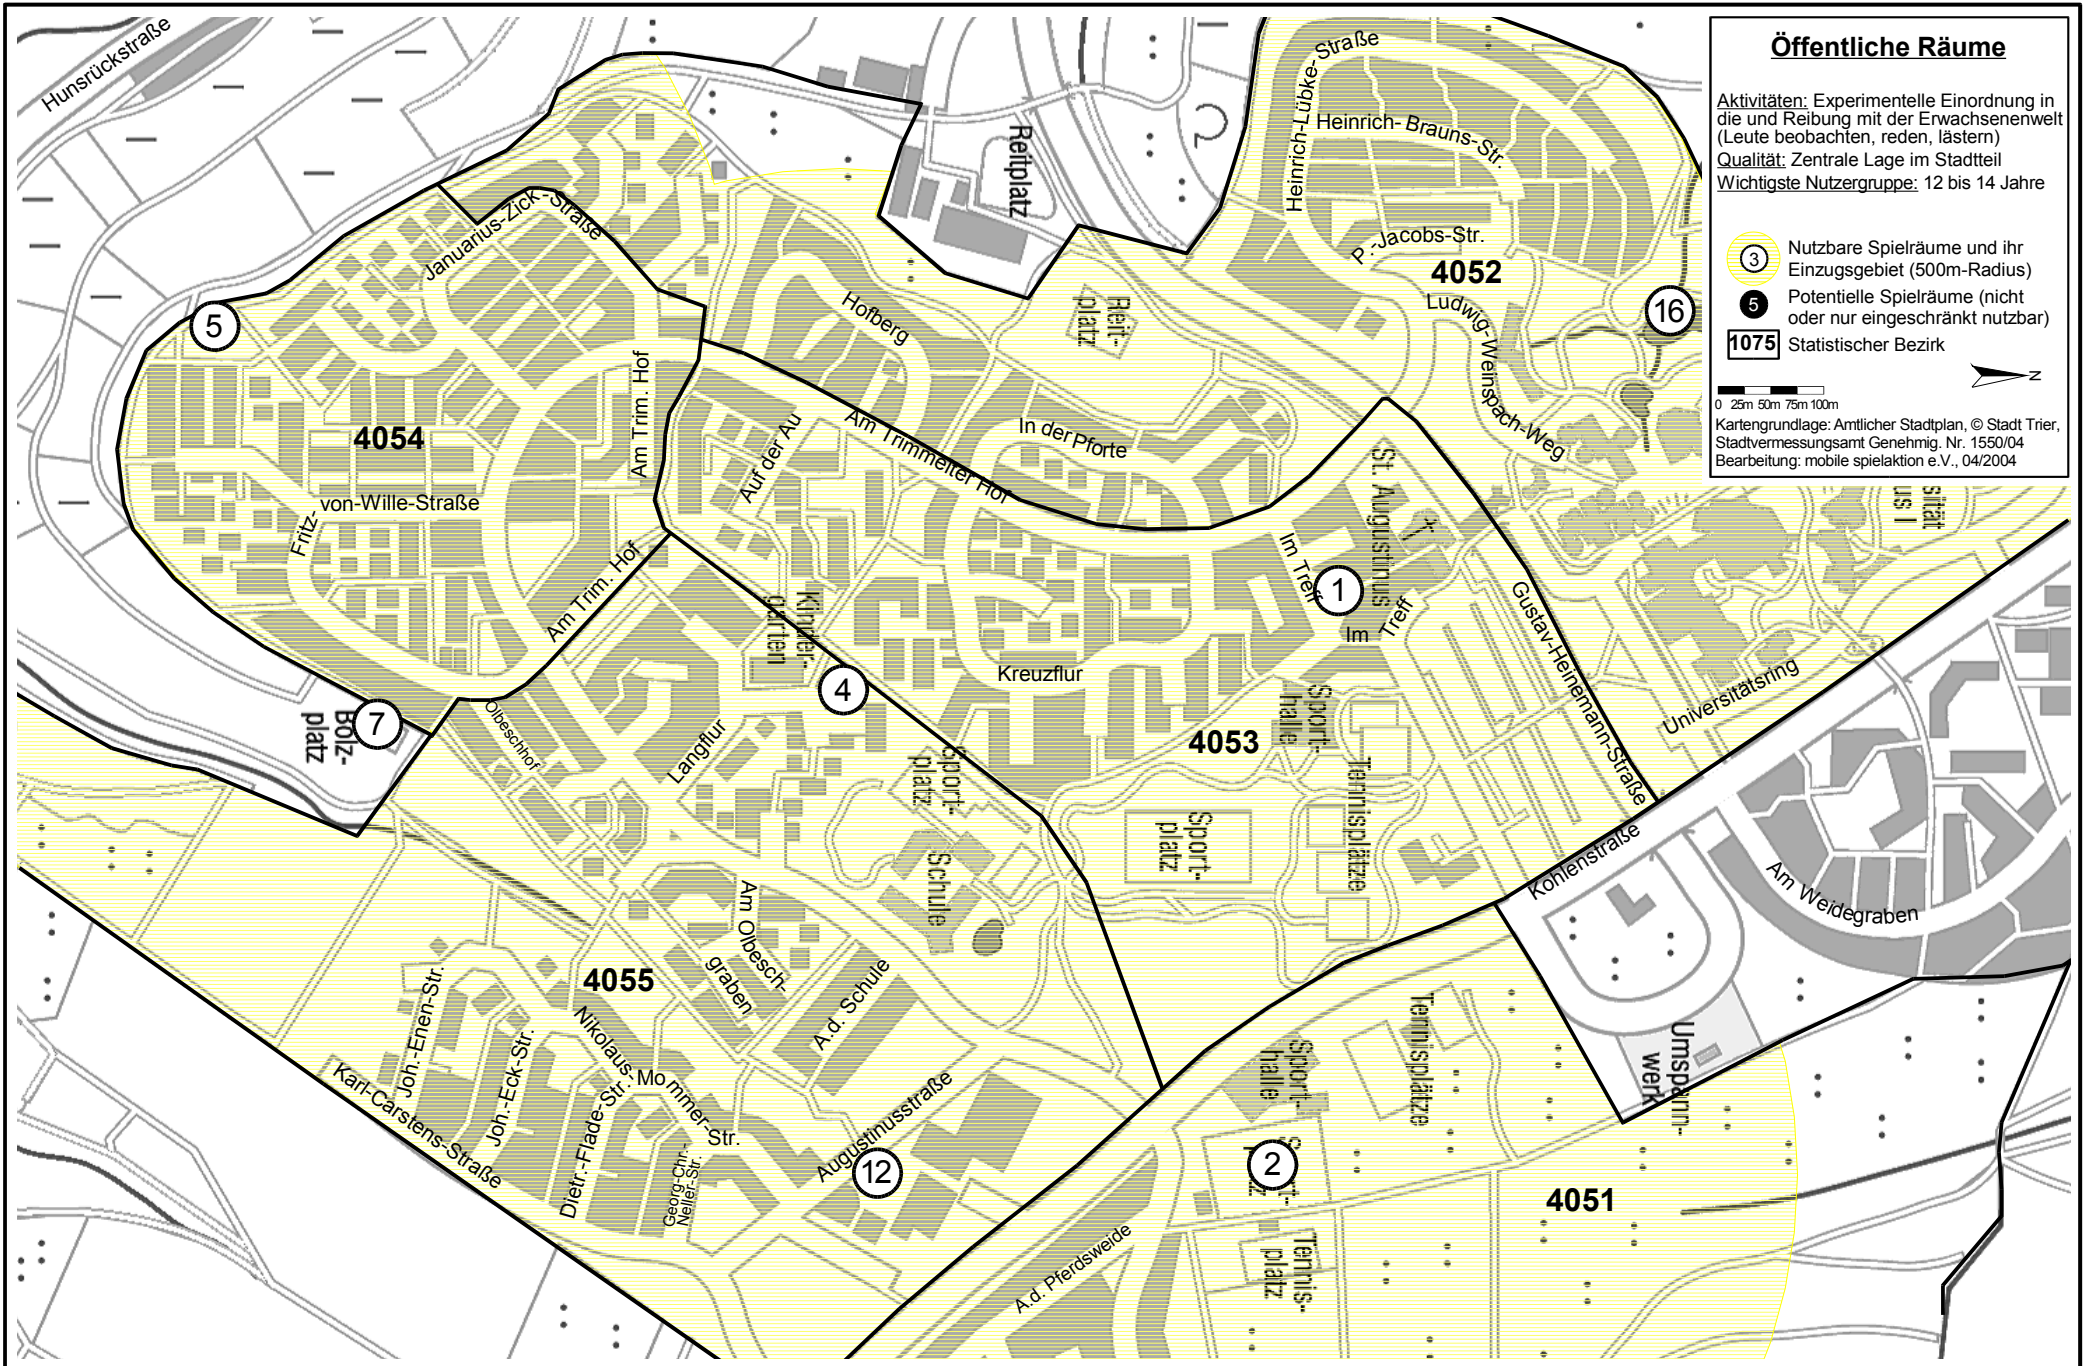 Öffentliche Räume
Aktivitäten: Experimentelle Einordnung in
die und Reibung mit der Erwachsenenwelt
(Leute beobachten, reden, lästern)
Qualität: Zentrale Lage im Stadtteil
Wichtigste Nutzergruppe: 12 bis 14 Jahre
3 Nutzbare Spielräume und ihr
Einzugsgebiet (500m-Radius)
5 Potentielle Spielräume (nicht
oder nur eingeschränkt nutzbar)
1075 Statistischer Bezirk
N
0 25m 50m 75m 100m
Kartengrundlage: Amtlicher Stadtplan, © Stadt Trier,
Stadtvermessungsamt Genehmig. Nr. 1550/04
Bearbeitung: mobile spielaktion e.V., 04/2004
Hunsrückstraße
Reitplatz
Heinrich-Lübke-Straße
Heinrich-Brauns-Str.
P.-Jacobs-Str.
4052
Ludwig-Weinspach-Weg
16
Januarius-Zick-Straße
5
Hofberg
Reit-
platz
Am Trim. Hof
4054
Auf der Au
Am Trimmelter Hof
In der Pforte
St. Augustinus
Fritz-von-Wille-Straße
Am Trim. Hof
Im Treff
1
Im Treff
Gustav-Heinemann-Straße
sität
us I
Kinder-
garten
4
Kreuzflur
Universitätsring
Bolz-
platz
7
Olbeschhof
Langflur
Sport-
platz
Sport-
halle
4053
Tennisplätze
Sport-
platz
Schule
Kohlenstraße
Am Weidegraben
Am Olbesch-
graben
4055
A.d. Schule
Joh.-Enen-Str.
Joh.-Eck-Str.
Nikolaus-Mommer-Str.
Dietr.-Flade-Str.
Georg-Chr.-
Neller-Str.
Karl-Carstens-Straße
Augustinusstraße
12
Sport-
halle
Tennisplätze
Umspann-
werk
Sport-
platz
2
4051
Tennis-
platz
A.d. Pferdsweide